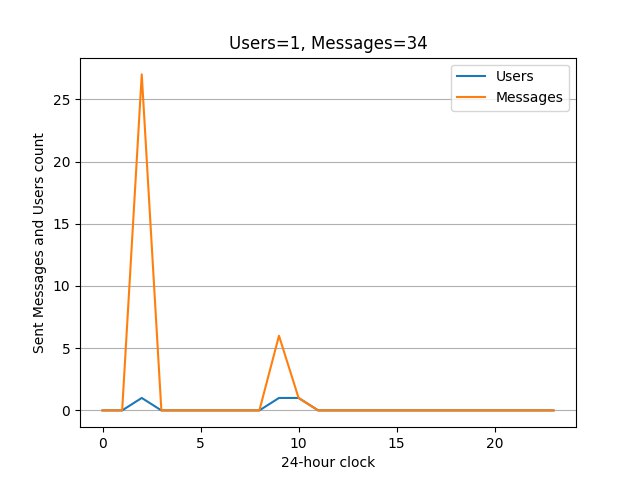 Users=1, Messages=34
Users
Messages
Sent Messages and Users count
25
20
15
10
5
0
0 5 10 15 20
24-hour clock